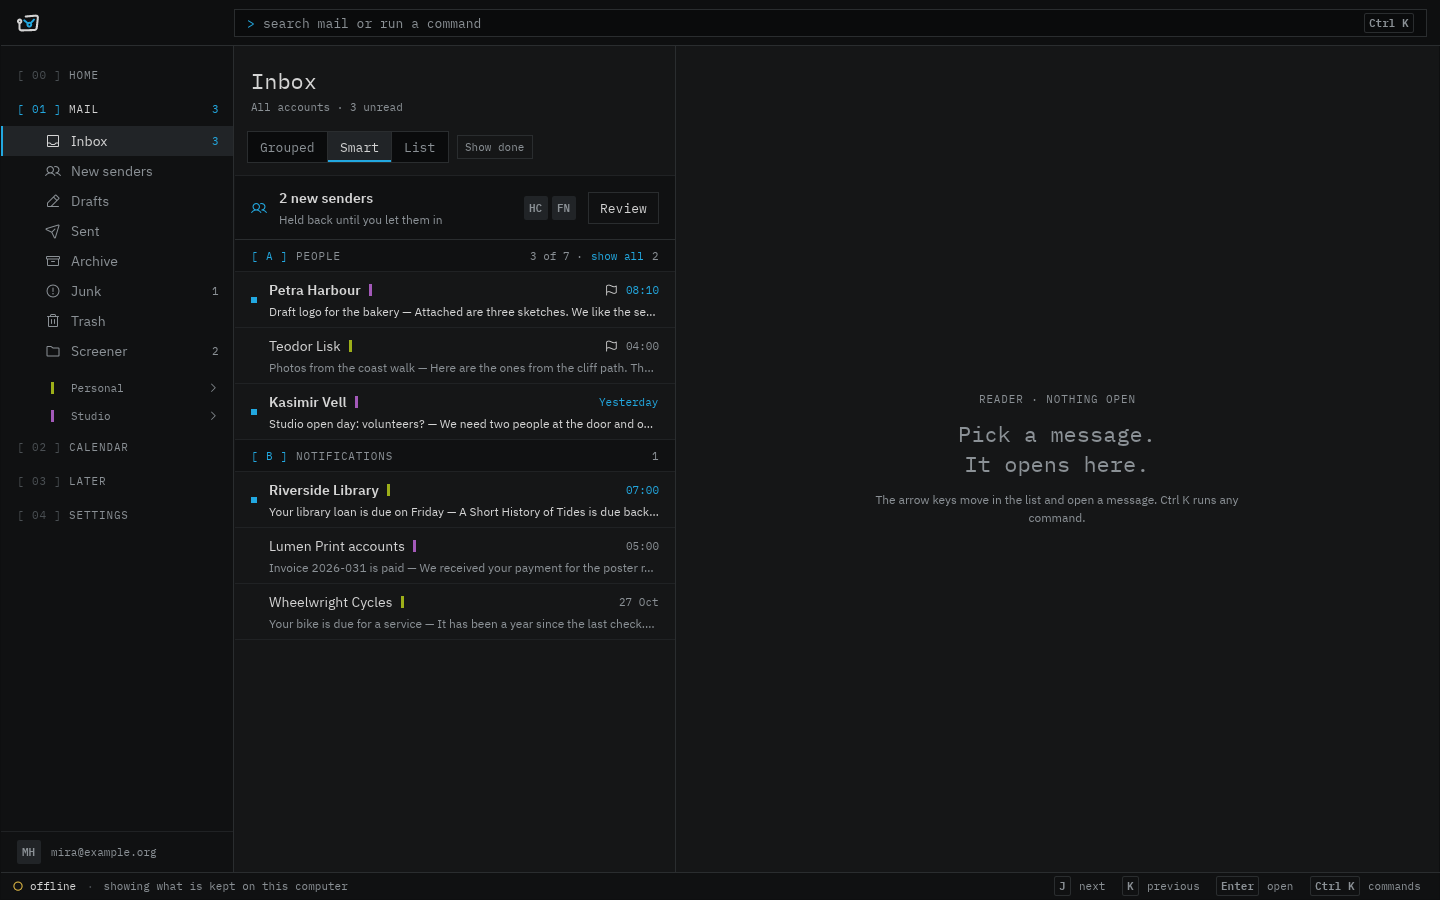 > search mail or run a command Ctrl K
[ 00 ] HOME
[ 01 ] MAIL 3
Inbox 3
New senders
Drafts
Sent
Archive
Junk 1
Trash
Screener 2
Personal
Studio
[ 02 ] CALENDAR
[ 03 ] LATER
[ 04 ] SETTINGS
MH mira@example.org
Inbox
All accounts · 3 unread
Grouped Smart List Show done
2 new senders
Held back until you let them in
HC FN Review
[ A ] PEOPLE 3 of 7 · show all 2
Petra Harbour 08:10
Draft logo for the bakery — Attached are three sketches. We like the se…
Teodor Lisk 04:00
Photos from the coast walk — Here are the ones from the cliff path. Th…
Kasimir Vell Yesterday
Studio open day: volunteers? — We need two people at the door and o…
[ B ] NOTIFICATIONS 1
Riverside Library 07:00
Your library loan is due on Friday — A Short History of Tides is due back…
Lumen Print accounts 05:00
Invoice 2026-031 is paid — We received your payment for the poster r…
Wheelwright Cycles 27 Oct
Your bike is due for a service — It has been a year since the last check.…
READER · NOTHING OPEN
Pick a message.
It opens here.
The arrow keys move in the list and open a message. Ctrl K runs any
command.
offline · showing what is kept on this computer
J next K previous Enter open Ctrl K commands